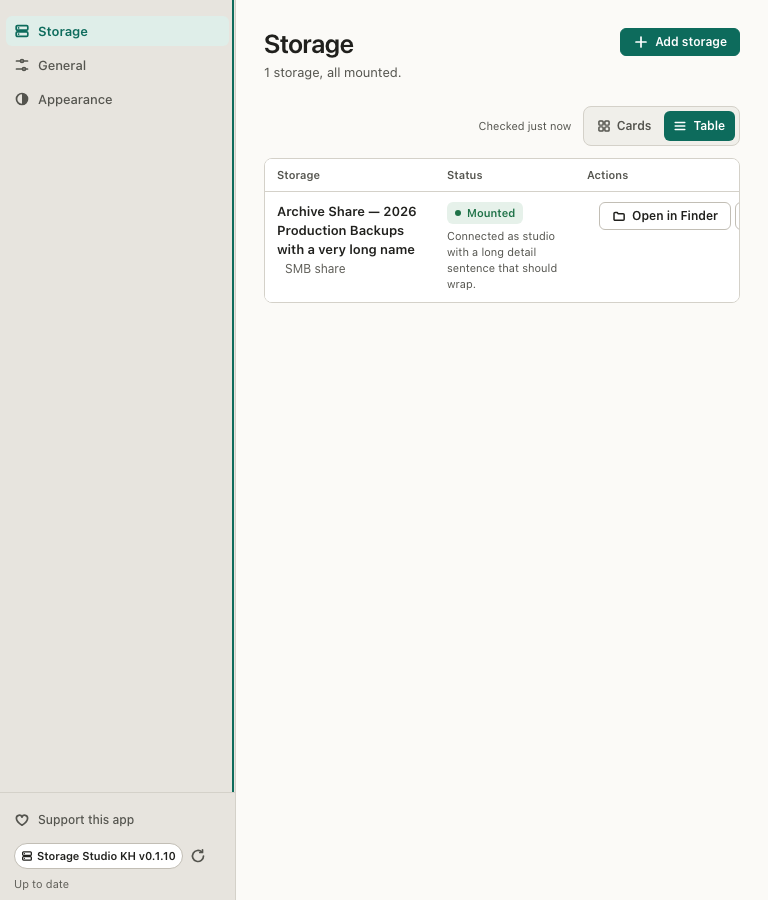 Storage
General
Appearance
Support this app
Storage Studio KH v0.1.10
Up to date
Storage
Add storage
1 storage, all mounted.
Checked just now
Cards
Table
Storage
Status
Actions
Archive Share — 2026
Production Backups
with a very long name
SMB share
Mounted
Connected as studio
with a long detail
sentence that should
wrap.
Open in Finder